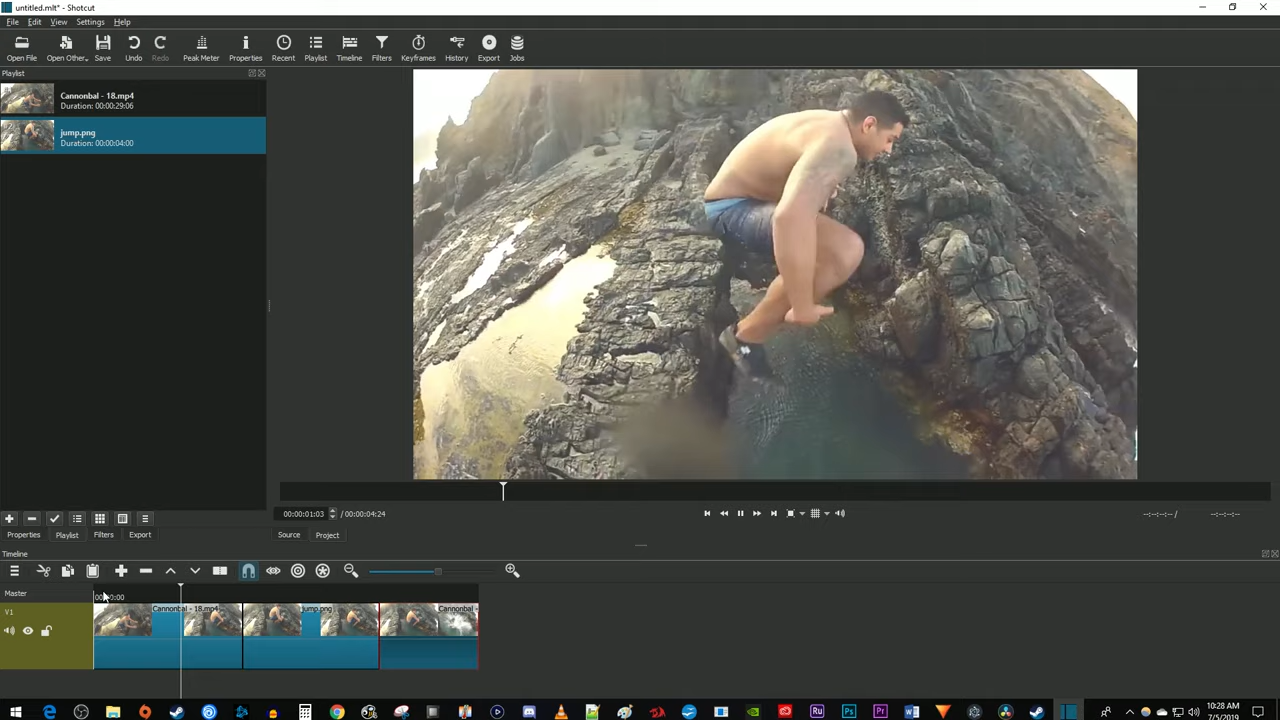 untitled.mlt* - Shotcut
File Edit View Settings Help
Open File Open Other.. Save Undo Redo Peak Meter Properties Recent Playlist Timeline Filters Keyframes History Export Jobs
Playlist
Cannonbal - 18.mp4
Duration: 00:00:29:06
jump.png
Duration: 00:00:04:00
00:00:01:03 / 00:00:04:24
--:--:--:-- / --:--:--:--
Properties Playlist Filters Export
Source Project
Timeline
Master
V1
Cannonbal - 18.mp4
jump.png
Cannonbal -
10:28 AM
7/5/2019